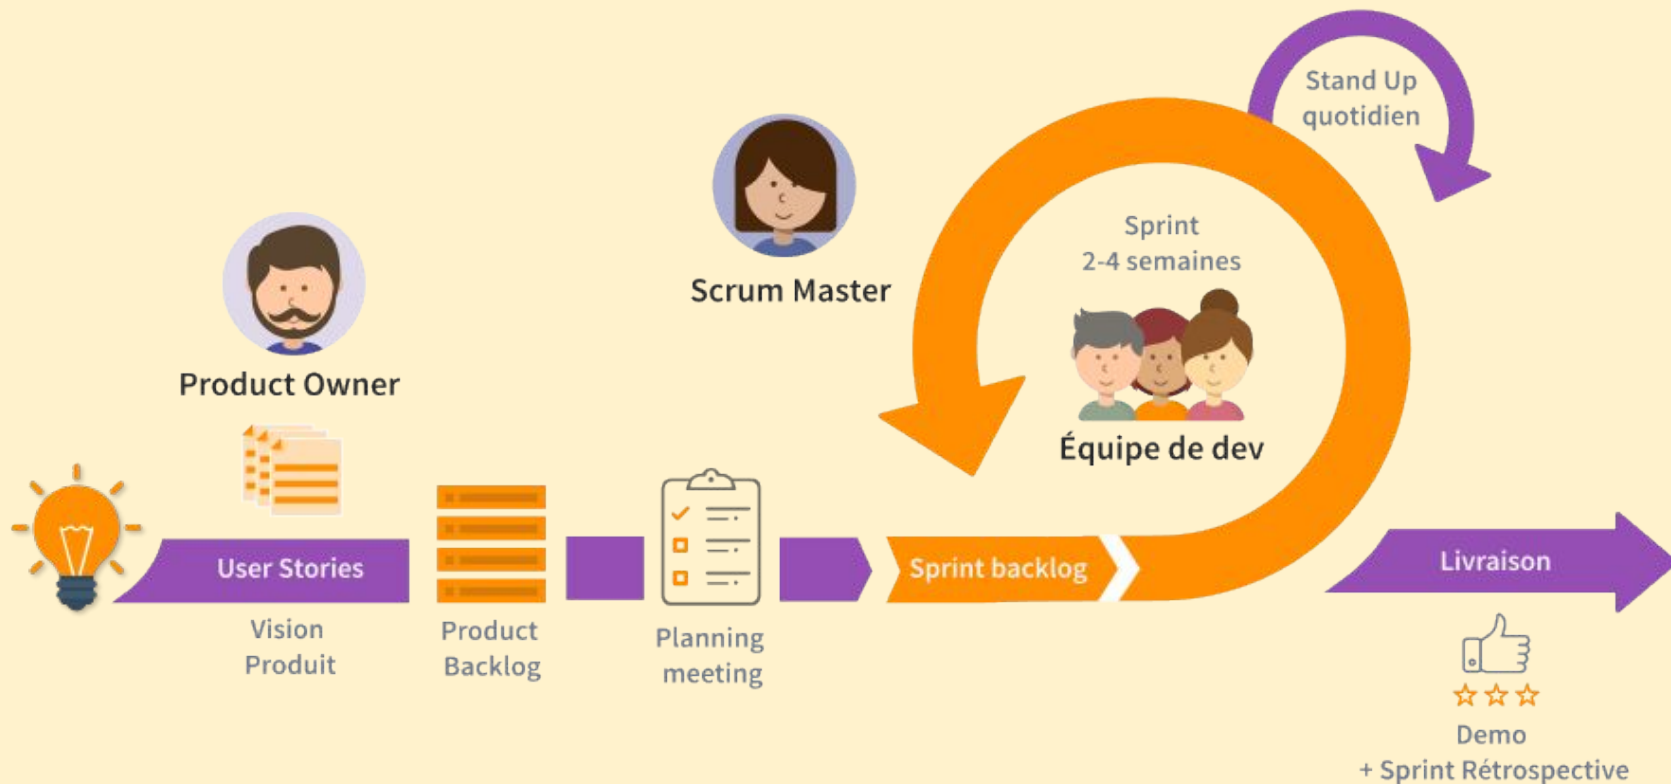 Product Owner
User Stories
Vision
Produit
Product
Backlog
Planning
meeting
Scrum Master
Sprint backlog
Sprint
2-4 semaines
Équipe de dev
Stand Up
quotidien
Livraison
Demo
+ Sprint Rétrospective